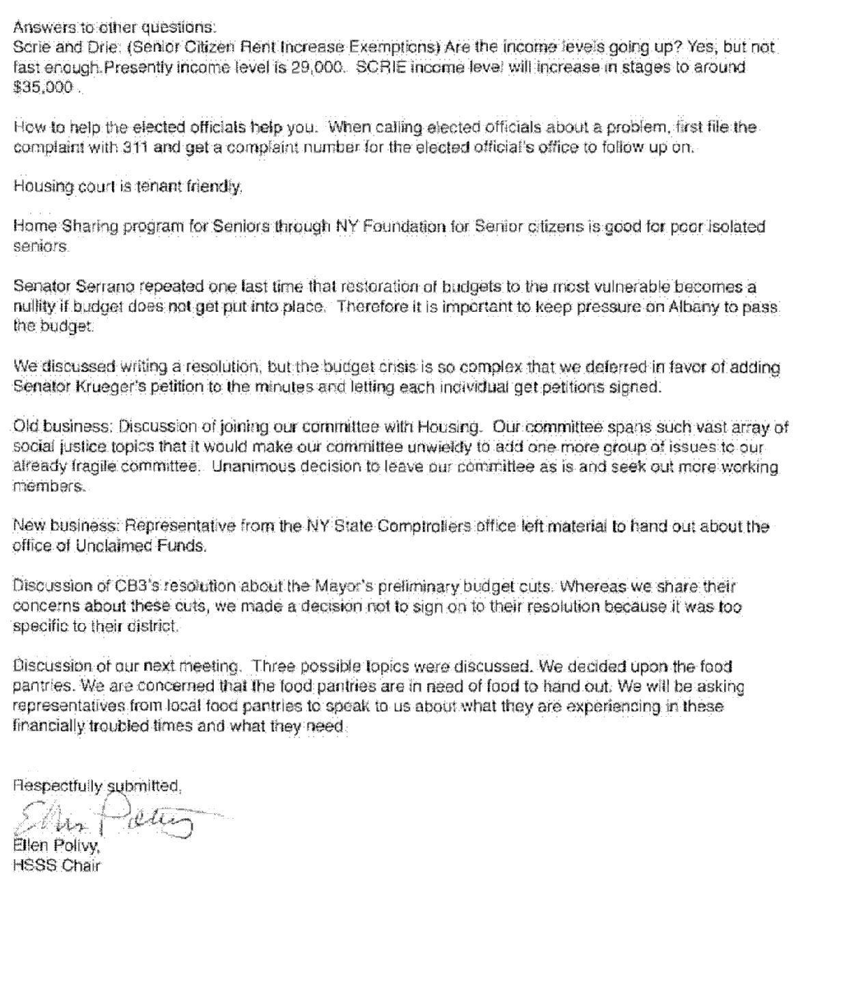 Answers to other questions:
Scrie and Drie: (Senior Citizen Rent Increase Exemptions) Are the income levels going up? Yes, but not
fast enough.Presently income level is 29,000.  SCRIE income level will increase in stages to around
$35,000 .
How to help the elected officials help you.  When calling elected officials about a problem, first file the
complaint with 311 and get a complaint number for the elected official's office to follow up on.
Housing court is tenant friendly.
Home Sharing program for Seniors through NY Foundation for Senior citizens is good for poor isolated
seniors.
Senator Serrano repeated one last time that restoration of budgets to the most vulnerable becomes a
nullity if budget does not get put into place.  Therefore it is important to keep pressure on Albany to pass
the budget.
We discussed writing a resolution, but the budget crisis is so complex that we deferred in favor of adding
Senator Krueger's petition to the minutes and letting each individual get petitions signed.
Old business: Discussion of joining our committee with Housing.  Our committee spans such vast array of
social justice topics that it would make our committee unwieldy to add one more group of issues to our
already fragile committee.  Unanimous decision to leave our committee as is and seek out more working
members.
New business: Representative from the NY State Comptrollers office left material to hand out about the
office of Unclaimed Funds.
Discussion of CB3's resolution about the Mayor's preliminary budget cuts. Whereas we share their
concerns about these cuts, we made a decision not to sign on to their resolution because it was too
specific to their district.
Discussion of our next meeting.  Three possible topics were discussed. We decided upon the food
pantries. We are concerned that the food pantries are in need of food to hand out. We will be asking
representatives from local food pantries to speak to us about what they are experiencing in these
financially troubled times and what they need.
Respectfully submitted,
Ellen Polivy
Ellen Polivy,
HSSS Chair